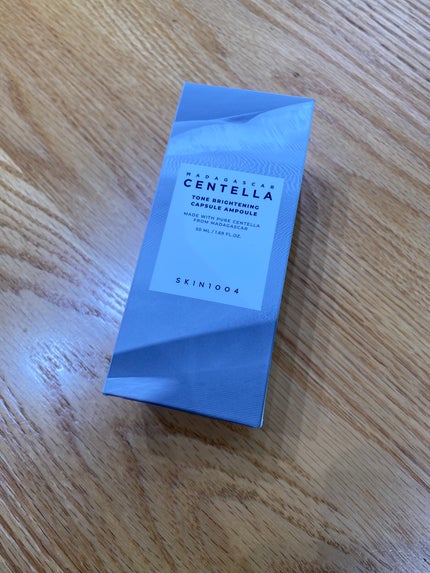 MADAGASCAR
CENTELLA
TONE BRIGHTENING
CAPSULE AMPOULE
MADE WITH PURE CENTELLA
FROM MADAGASCAR
50 ML / 1.69 FL.OZ.
SKIN1004